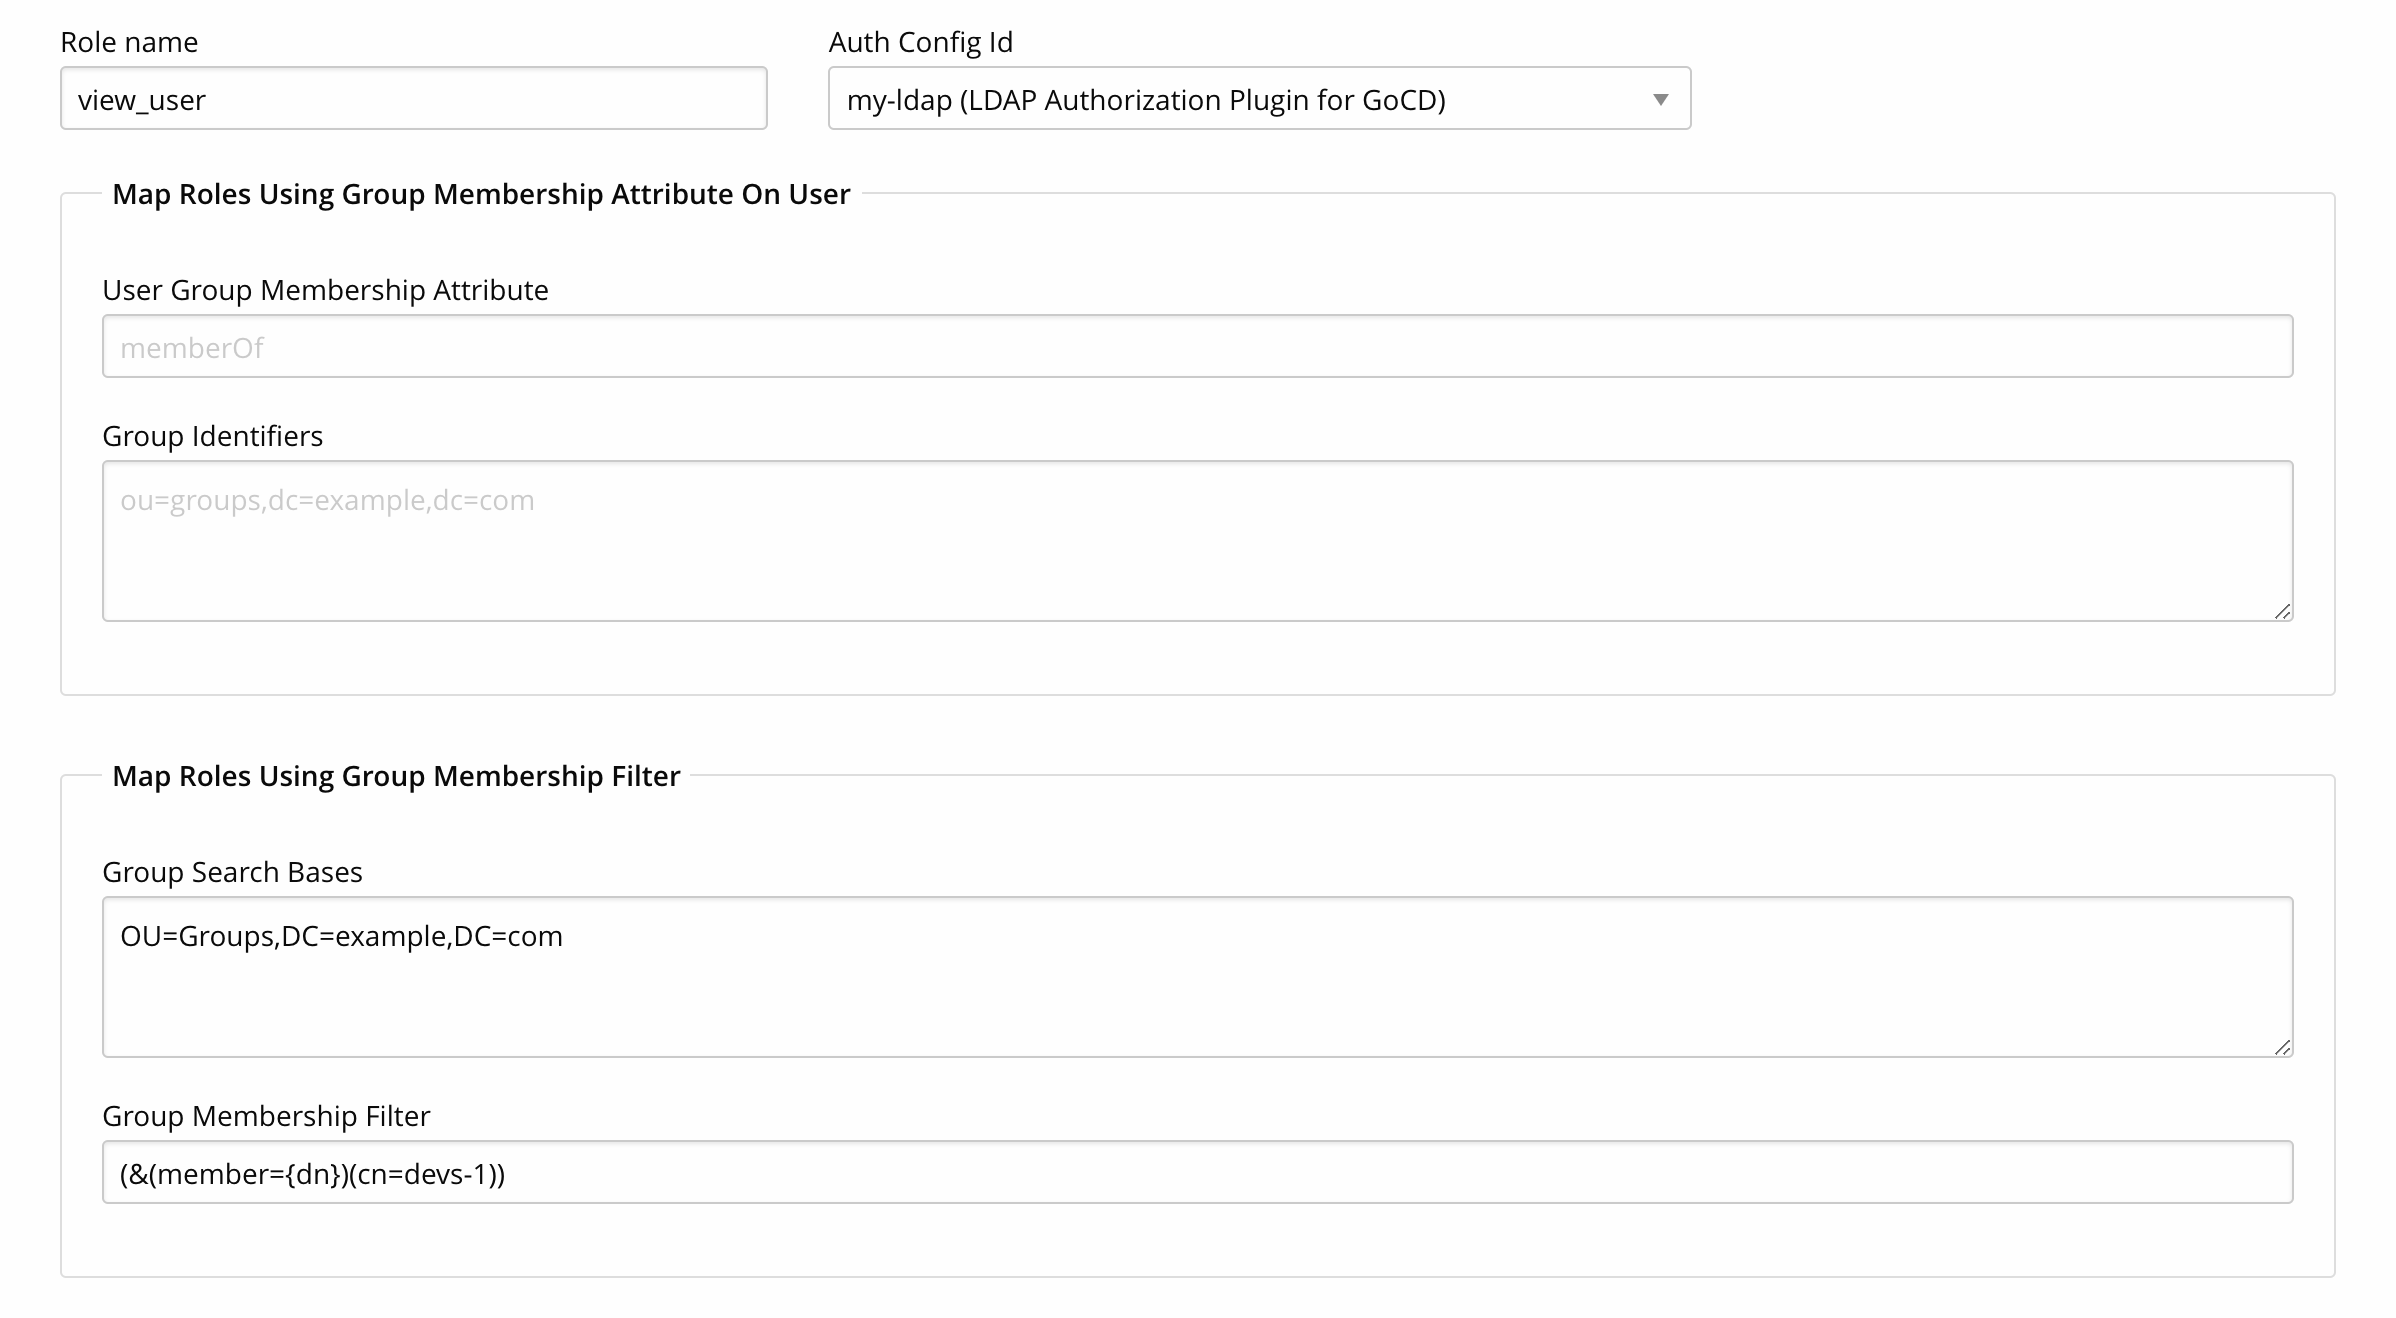 Role name
Auth Config Id
view_user
my-ldap (LDAP Authorization Plugin for GoCD)
Map Roles Using Group Membership Attribute On User
User Group Membership Attribute
memberOf
Group Identifiers
ou=groups,dc=example,dc=com
Map Roles Using Group Membership Filter
Group Search Bases
OU=Groups,DC=example,DC=com
Group Membership Filter
(&(member={dn})(cn=devs-1))